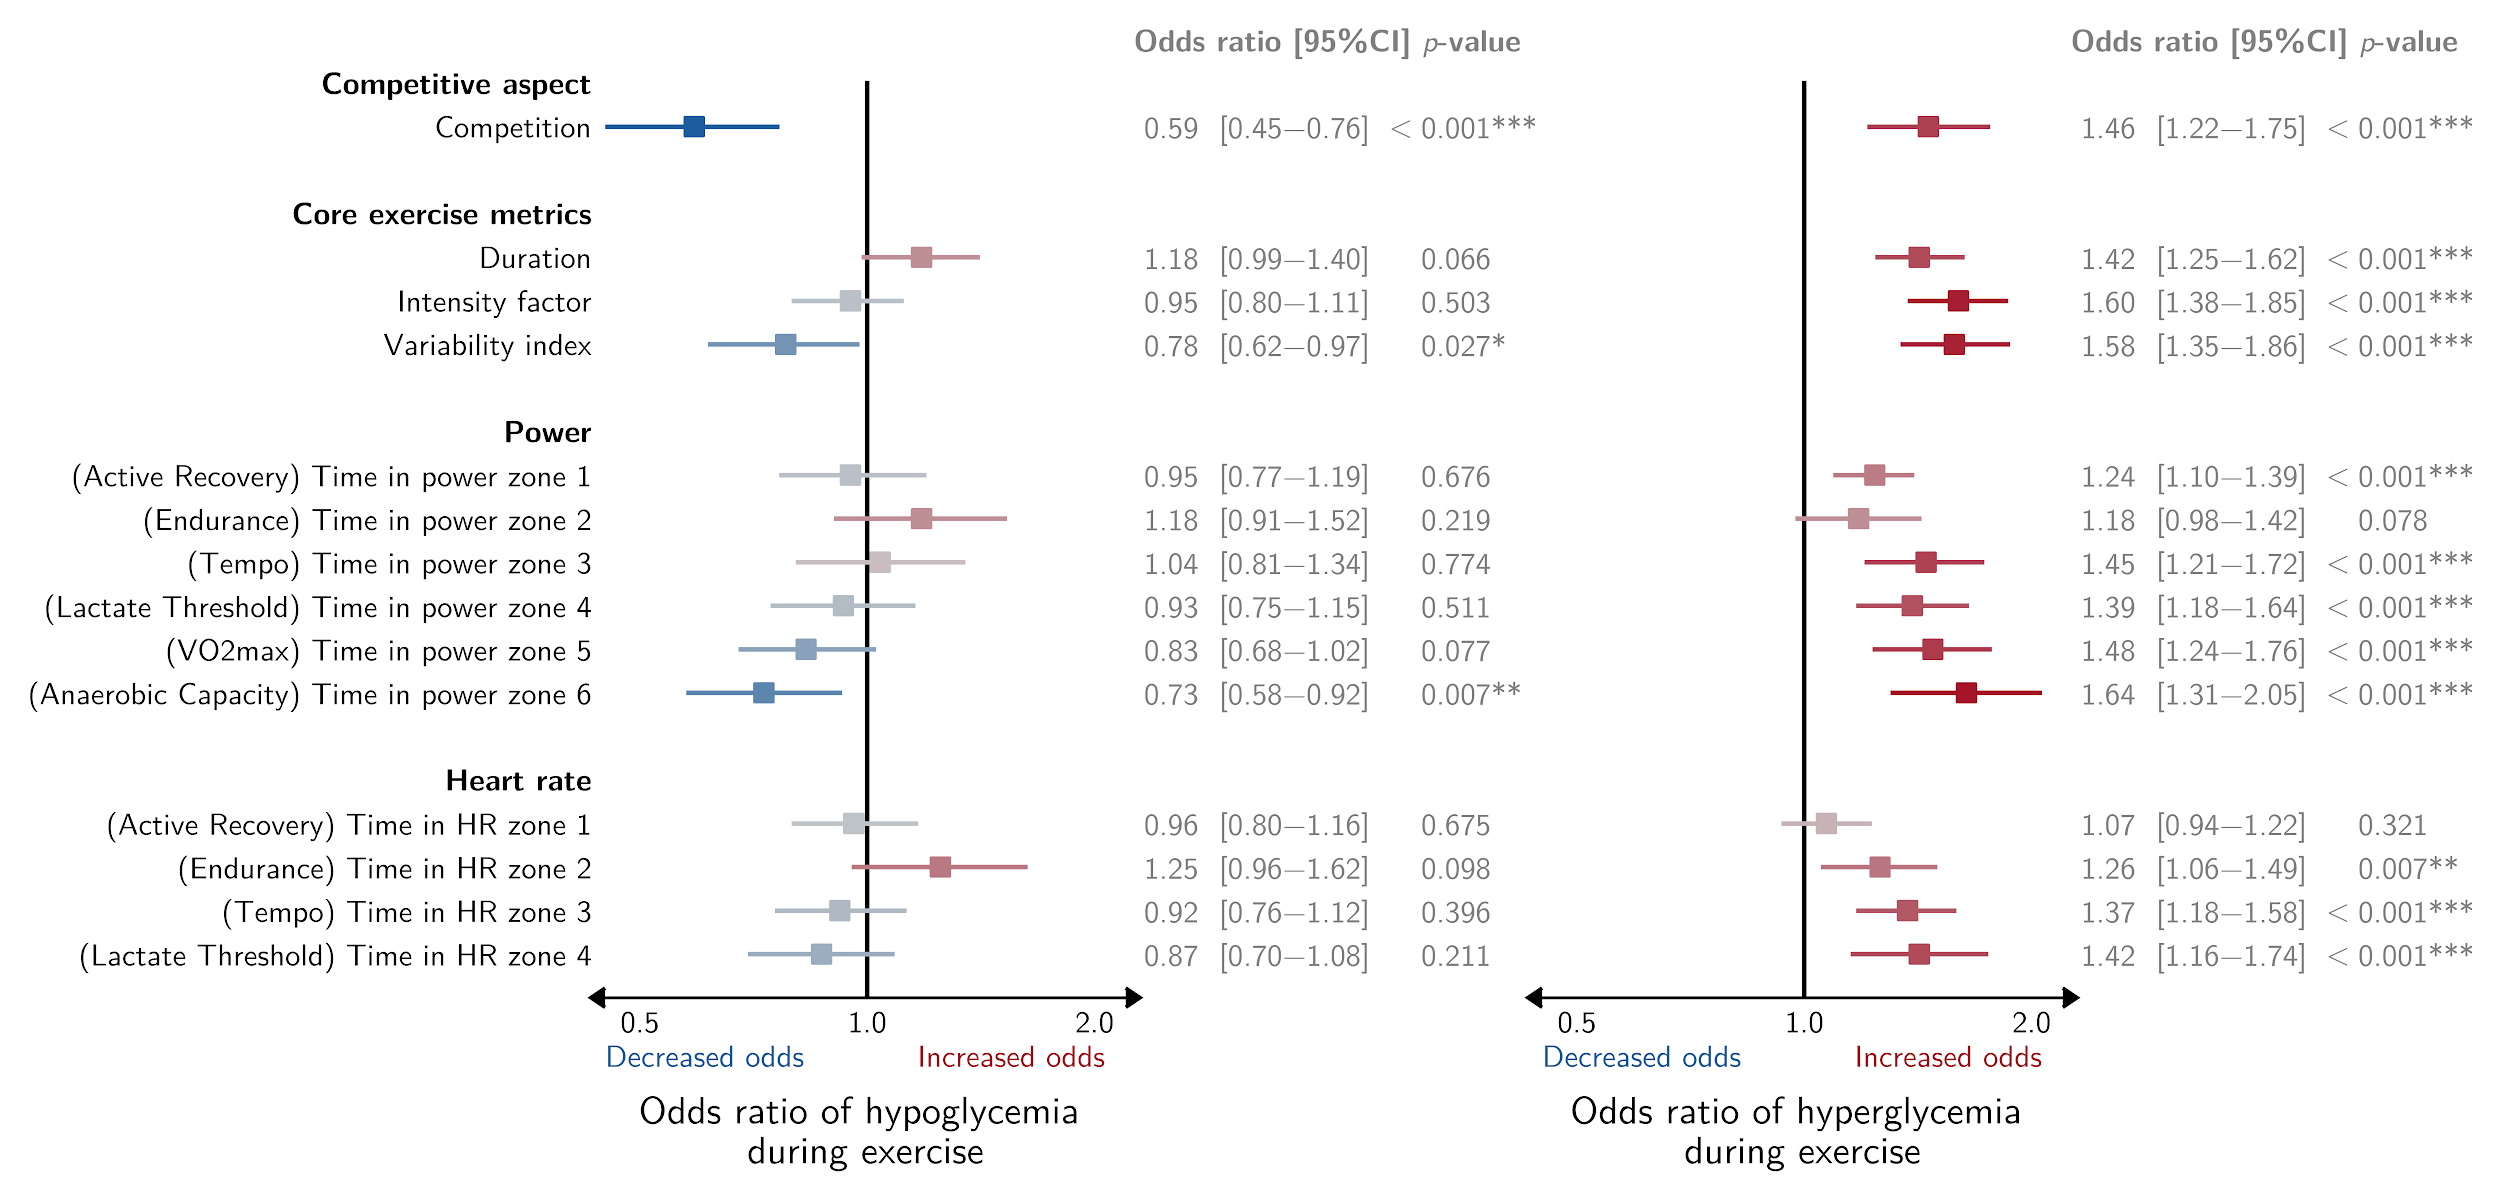 Odds ratio [95%CI] p-value Odds ratio [95%CI] p-value
Competitive aspect
Competition 0.59 [0.45−0.76] < 0.001*** 1.46 [1.22−1.75] < 0.001***
Core exercise metrics
Duration 1.18 [0.99−1.40] 0.066 1.42 [1.25−1.62] < 0.001***
Intensity factor 0.95 [0.80−1.11] 0.503 1.60 [1.38−1.85] < 0.001***
Variability index 0.78 [0.62−0.97] 0.027* 1.58 [1.35−1.86] < 0.001***
Power
(Active Recovery) Time in power zone 1 0.95 [0.77−1.19] 0.676 1.24 [1.10−1.39] < 0.001***
(Endurance) Time in power zone 2 1.18 [0.91−1.52] 0.219 1.18 [0.98−1.42] 0.078
(Tempo) Time in power zone 3 1.04 [0.81−1.34] 0.774 1.45 [1.21−1.72] < 0.001***
(Lactate Threshold) Time in power zone 4 0.93 [0.75−1.15] 0.511 1.39 [1.18−1.64] < 0.001***
(VO2max) Time in power zone 5 0.83 [0.68−1.02] 0.077 1.48 [1.24−1.76] < 0.001***
(Anaerobic Capacity) Time in power zone 6 0.73 [0.58−0.92] 0.007** 1.64 [1.31−2.05] < 0.001***
Heart rate
(Active Recovery) Time in HR zone 1 0.96 [0.80−1.16] 0.675 1.07 [0.94−1.22] 0.321
(Endurance) Time in HR zone 2 1.25 [0.96−1.62] 0.098 1.26 [1.06−1.49] 0.007**
(Tempo) Time in HR zone 3 0.92 [0.76−1.12] 0.396 1.37 [1.18−1.58] < 0.001***
(Lactate Threshold) Time in HR zone 4 0.87 [0.70−1.08] 0.211 1.42 [1.16−1.74] < 0.001***
0.5 1.0 2.0 0.5 1.0 2.0
Decreased odds Increased odds Decreased odds Increased odds
Odds ratio of hypoglycemia
during exercise
Odds ratio of hyperglycemia
during exercise